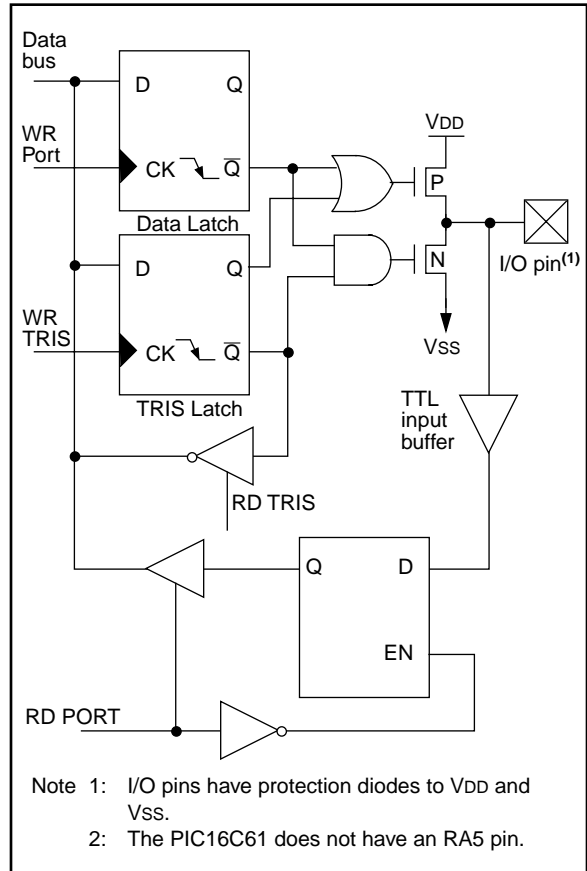 Data
bus
D Q
WR
Port
VDD
CK Q
P
Data Latch
D Q
N
I/O pin(1)
WR
TRIS
CK Q
VSS
TRIS Latch
TTL
input
buffer
RD TRIS
Q D
EN
RD PORT
Note 1: I/O pins have protection diodes to VDD and
VSS.
2: The PIC16C61 does not have an RA5 pin.